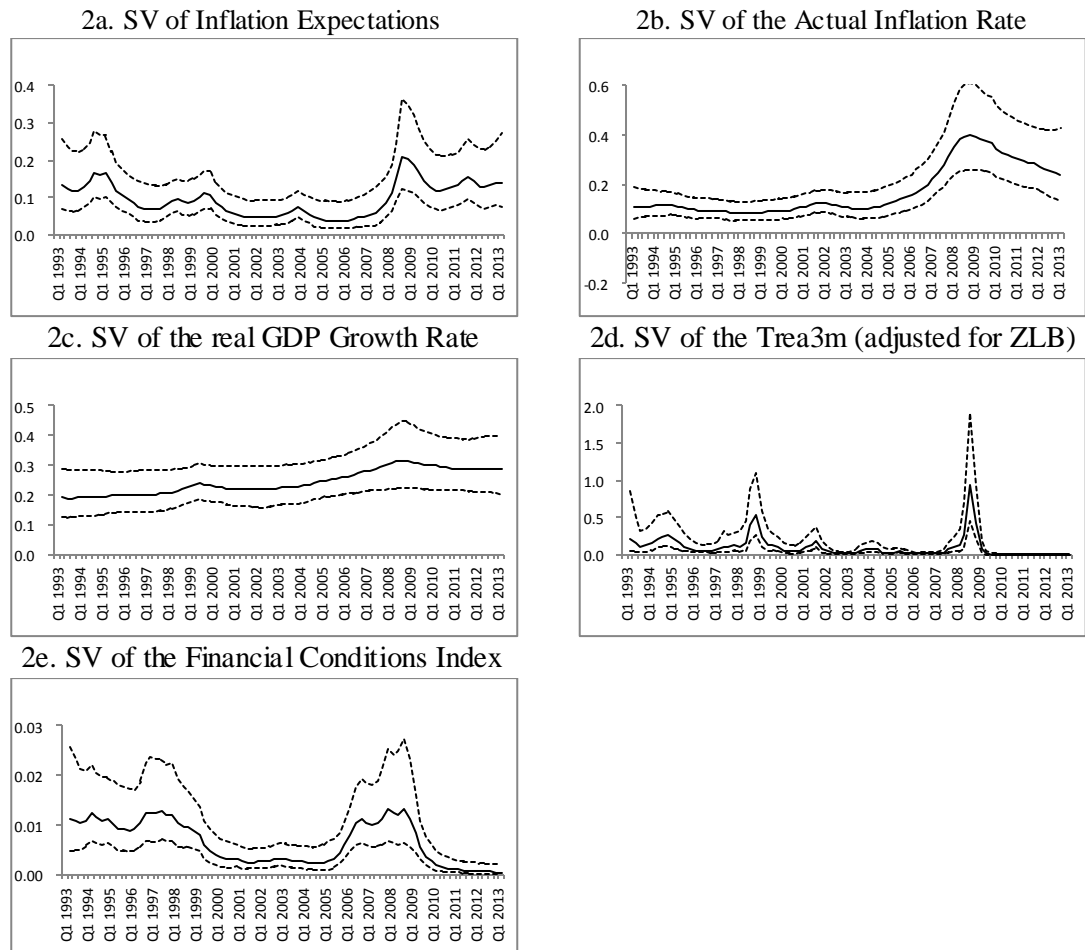 2a. SV of Inflation Expectations
0.4
0.3
0.2
0.1
0.0
Q1 1993 Q1 1994 Q1 1995 Q1 1996 Q1 1997 Q1 1998 Q1 1999 Q1 2000 Q1 2001 Q1 2002 Q1 2003 Q1 2004 Q1 2005 Q1 2006 Q1 2007 Q1 2008 Q1 2009 Q1 2010 Q1 2011 Q1 2012 Q1 2013
2b. SV of the Actual Inflation Rate
0.6
0.4
0.2
0.0
-0.2
Q1 1993 Q1 1994 Q1 1995 Q1 1996 Q1 1997 Q1 1998 Q1 1999 Q1 2000 Q1 2001 Q1 2002 Q1 2003 Q1 2004 Q1 2005 Q1 2006 Q1 2007 Q1 2008 Q1 2009 Q1 2010 Q1 2011 Q1 2012 Q1 2013
2c. SV of the real GDP Growth Rate
0.5
0.4
0.3
0.2
0.1
0.0
Q1 1993 Q1 1994 Q1 1995 Q1 1996 Q1 1997 Q1 1998 Q1 1999 Q1 2000 Q1 2001 Q1 2002 Q1 2003 Q1 2004 Q1 2005 Q1 2006 Q1 2007 Q1 2008 Q1 2009 Q1 2010 Q1 2011 Q1 2012 Q1 2013
2d. SV of the Trea3m (adjusted for ZLB)
2.0
1.5
1.0
0.5
0.0
Q1 1993 Q1 1994 Q1 1995 Q1 1996 Q1 1997 Q1 1998 Q1 1999 Q1 2000 Q1 2001 Q1 2002 Q1 2003 Q1 2004 Q1 2005 Q1 2006 Q1 2007 Q1 2008 Q1 2009 Q1 2010 Q1 2011 Q1 2012 Q1 2013
2e. SV of the Financial Conditions Index
0.03
0.02
0.01
0.00
Q1 1993 Q1 1994 Q1 1995 Q1 1996 Q1 1997 Q1 1998 Q1 1999 Q1 2000 Q1 2001 Q1 2002 Q1 2003 Q1 2004 Q1 2005 Q1 2006 Q1 2007 Q1 2008 Q1 2009 Q1 2010 Q1 2011 Q1 2012 Q1 2013